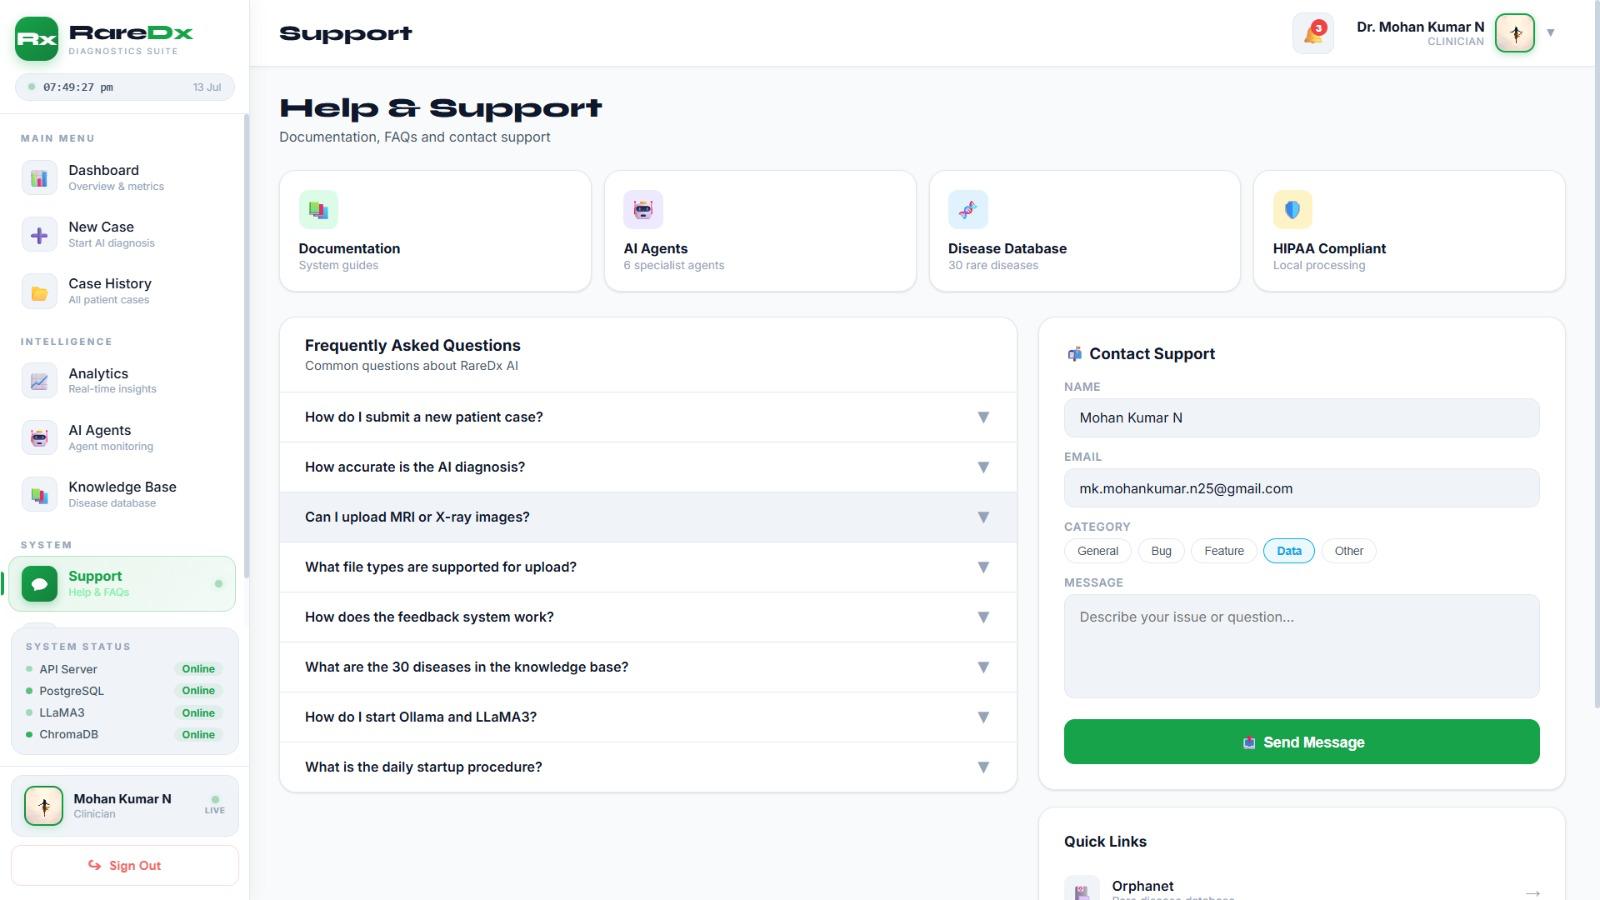 Rx
RareDx
DIAGNOSTICS SUITE
07:49:27 pm
13 Jul
MAIN MENU
Dashboard
Overview & metrics
New Case
Start AI diagnosis
Case History
All patient cases
INTELLIGENCE
Analytics
Real-time insights
AI Agents
Agent monitoring
Knowledge Base
Disease database
SYSTEM
Support
Help & FAQs
SYSTEM STATUS
API Server Online
PostgreSQL Online
LLaMA3 Online
ChromaDB Online
Mohan Kumar N
Clinician
LIVE
Sign Out
Support
3
Dr. Mohan Kumar N
CLINICIAN
Help & Support
Documentation, FAQs and contact support
Documentation
System guides
AI Agents
6 specialist agents
Disease Database
30 rare diseases
HIPAA Compliant
Local processing
Frequently Asked Questions
Common questions about RareDx AI
How do I submit a new patient case?
How accurate is the AI diagnosis?
Can I upload MRI or X-ray images?
What file types are supported for upload?
How does the feedback system work?
What are the 30 diseases in the knowledge base?
How do I start Ollama and LLaMA3?
What is the daily startup procedure?
Contact Support
NAME
Mohan Kumar N
EMAIL
mk.mohankumar.n25@gmail.com
CATEGORY
General Bug Feature Data Other
MESSAGE
Describe your issue or question...
Send Message
Quick Links
Orphanet